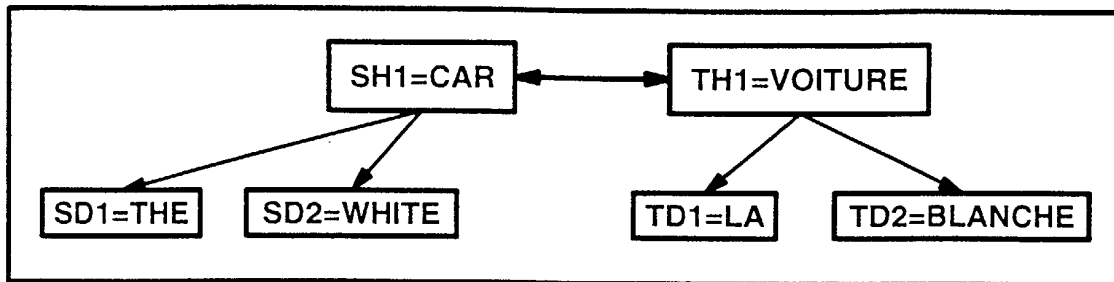 SH1=CAR
TH1=VOITURE
SD1=THE
SD2=WHITE
TD1=LA
TD2=BLANCHE